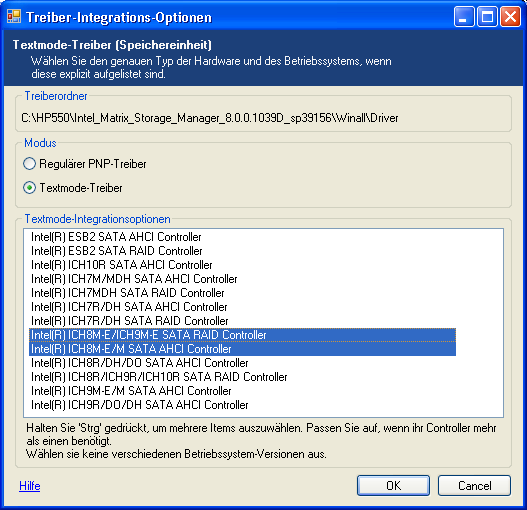 Treiber-Integrations-Optionen
Textmode-Treiber (Speichereinheit)
Wählen Sie den genauen Typ der Hardware und des Betriebssystems, wenn
diese explizit aufgelistet sind.
Treiberordner
C:\HP550\Intel_Matrix_Storage_Manager_8.0.0.1039D_sp39156\Winall\Driver
Modus
Regulärer PNP-Treiber
Textmode-Treiber
Textmode-Integrationsoptionen
Intel(R) ESB2 SATA AHCI Controller
Intel(R) ESB2 SATA RAID Controller
Intel(R) ICH10R SATA AHCI Controller
Intel(R) ICH7M/MDH SATA AHCI Controller
Intel(R) ICH7MDH SATA RAID Controller
Intel(R) ICH7R/DH SATA AHCI Controller
Intel(R) ICH7R/DH SATA RAID Controller
Intel(R) ICH8M-E/ICH9M-E SATA RAID Controller
Intel(R) ICH8M-E/M SATA AHCI Controller
Intel(R) ICH8R/DH/DO SATA AHCI Controller
Intel(R) ICH8R/ICH9R/ICH10R SATA RAID Controller
Intel(R) ICH9M-E/M SATA AHCI Controller
Intel(R) ICH9R/DO/DH SATA AHCI Controller
Halten Sie 'Strg' gedrückt, um mehrere Items auszuwählen. Passen Sie auf, wenn ihr Controller mehr
als einen benötigt.
Wählen sie keine verschiedenen Betriebssystem-Versionen aus.
Hilfe
OK
Cancel